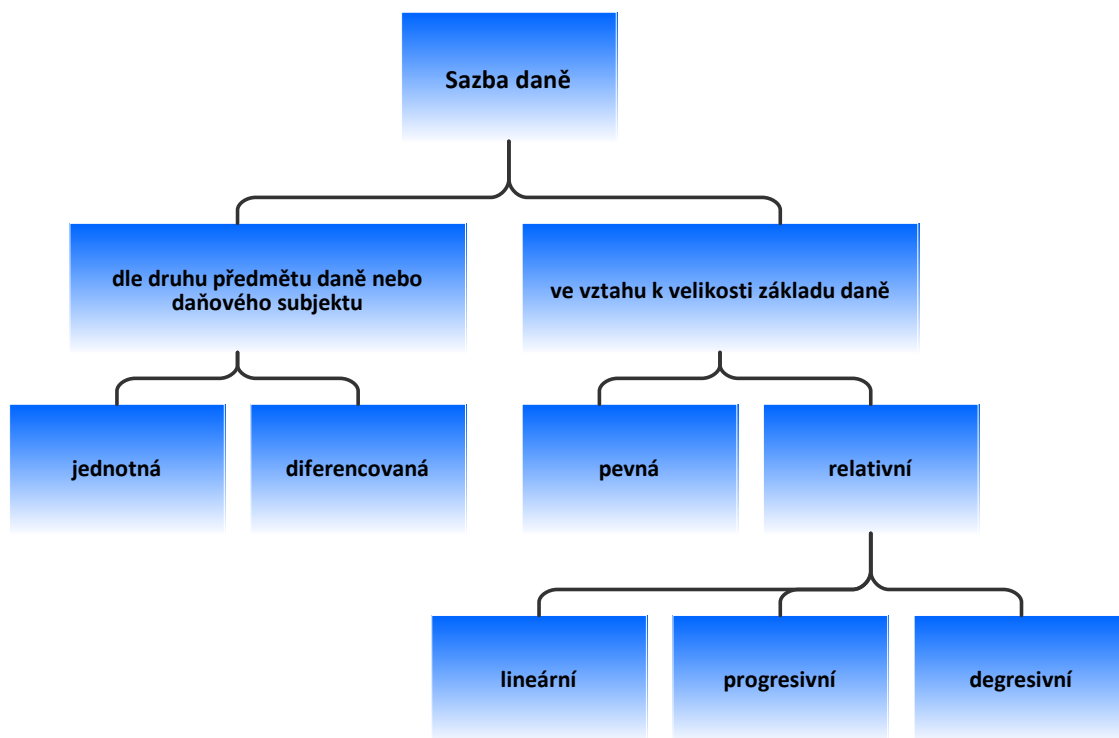 Sazba daně
dle druhu předmětu daně nebo
daňového subjektu
ve vztahu k velikosti základu daně
jednotná
diferencovaná
pevná
relativní
lineární
progresivní
degresivní